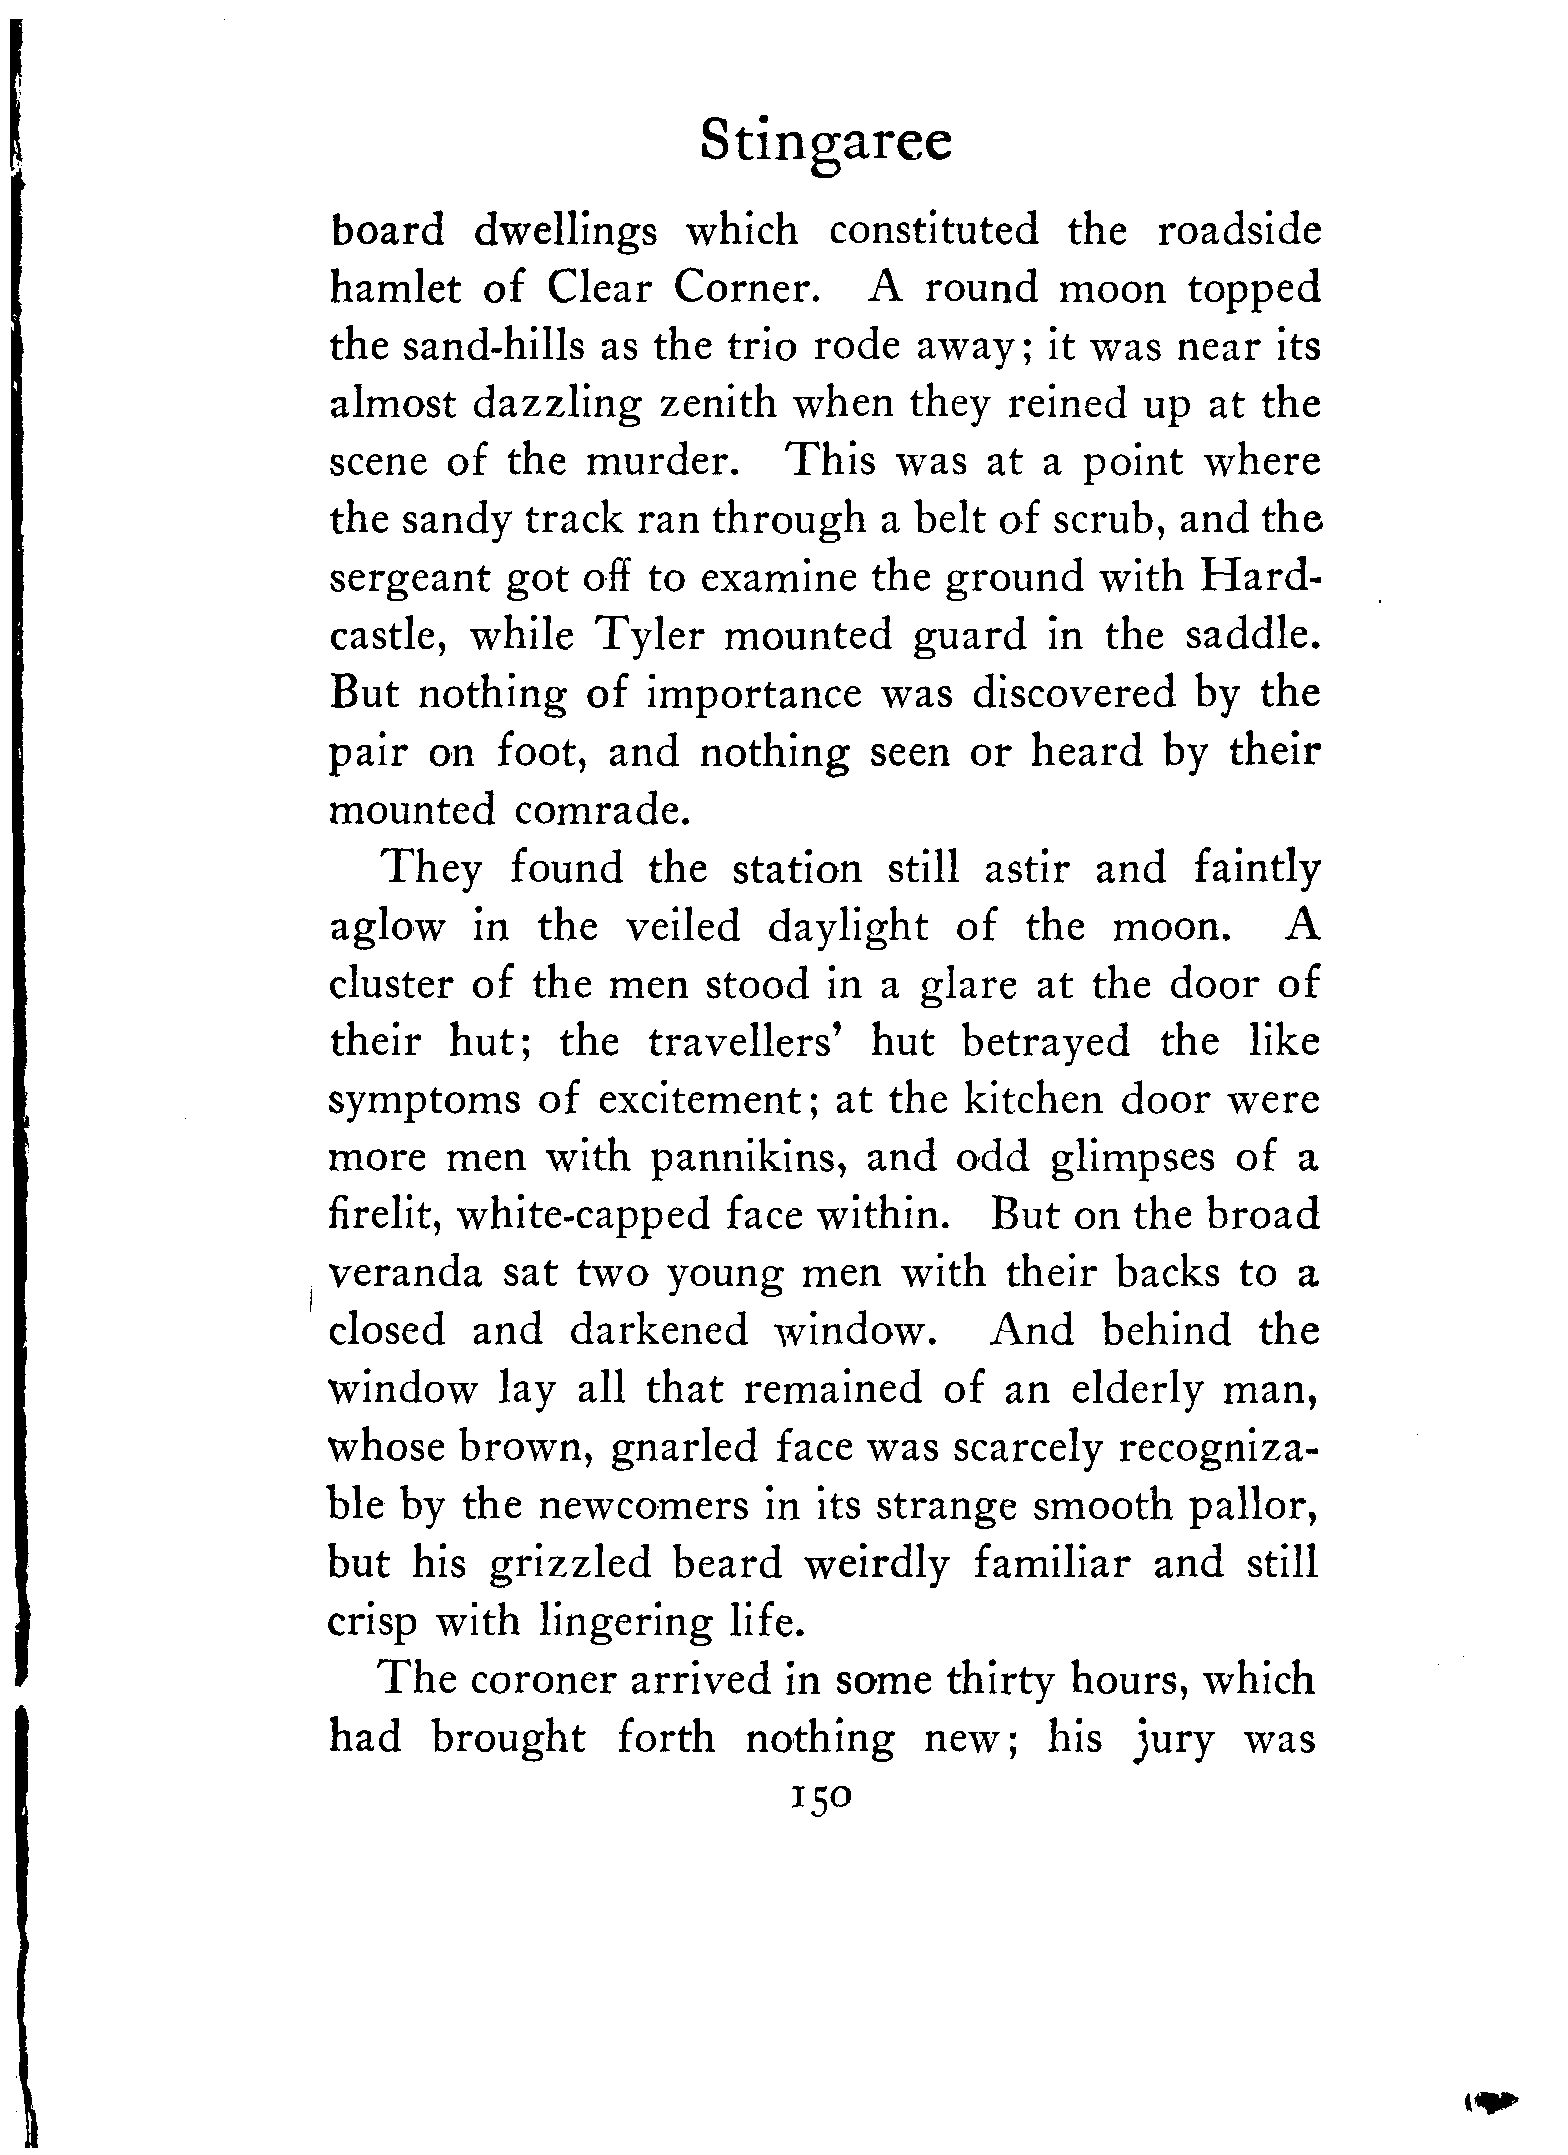 Stingaree
board dwellings which constituted the roadside
hamlet of Clear Corner. A round moon topped
the sand-hills as the trio rode away; it was near its
almost dazzling zenith when they reined up at the
scene of the murder. This was at a point where
the sandy track ran through a belt of scrub, and the
sergeant got off to examine the ground with Hard-
castle, while Tyler mounted guard in the saddle.
But nothing of importance was discovered by the
pair on foot, and nothing seen or heard by their
mounted comrade.
They found the station still astir and faintly
aglow in the veiled daylight of the moon. A
cluster of the men stood in a glare at the door of
their hut; the travellers' hut betrayed the like
symptoms of excitement; at the kitchen door were
more men with pannikins, and odd glimpses of a
firelit, white-capped face within. But on the broad
veranda sat two young men with their backs to a
closed and darkened window. And behind the
window lay all that remained of an elderly man,
whose brown, gnarled face was scarcely recogniza-
ble by the newcomers in its strange smooth pallor,
but his grizzled beard weirdly familiar and still
crisp with lingering life.
The coroner arrived in some thirty hours, which
had brought forth nothing new; his jury was
150